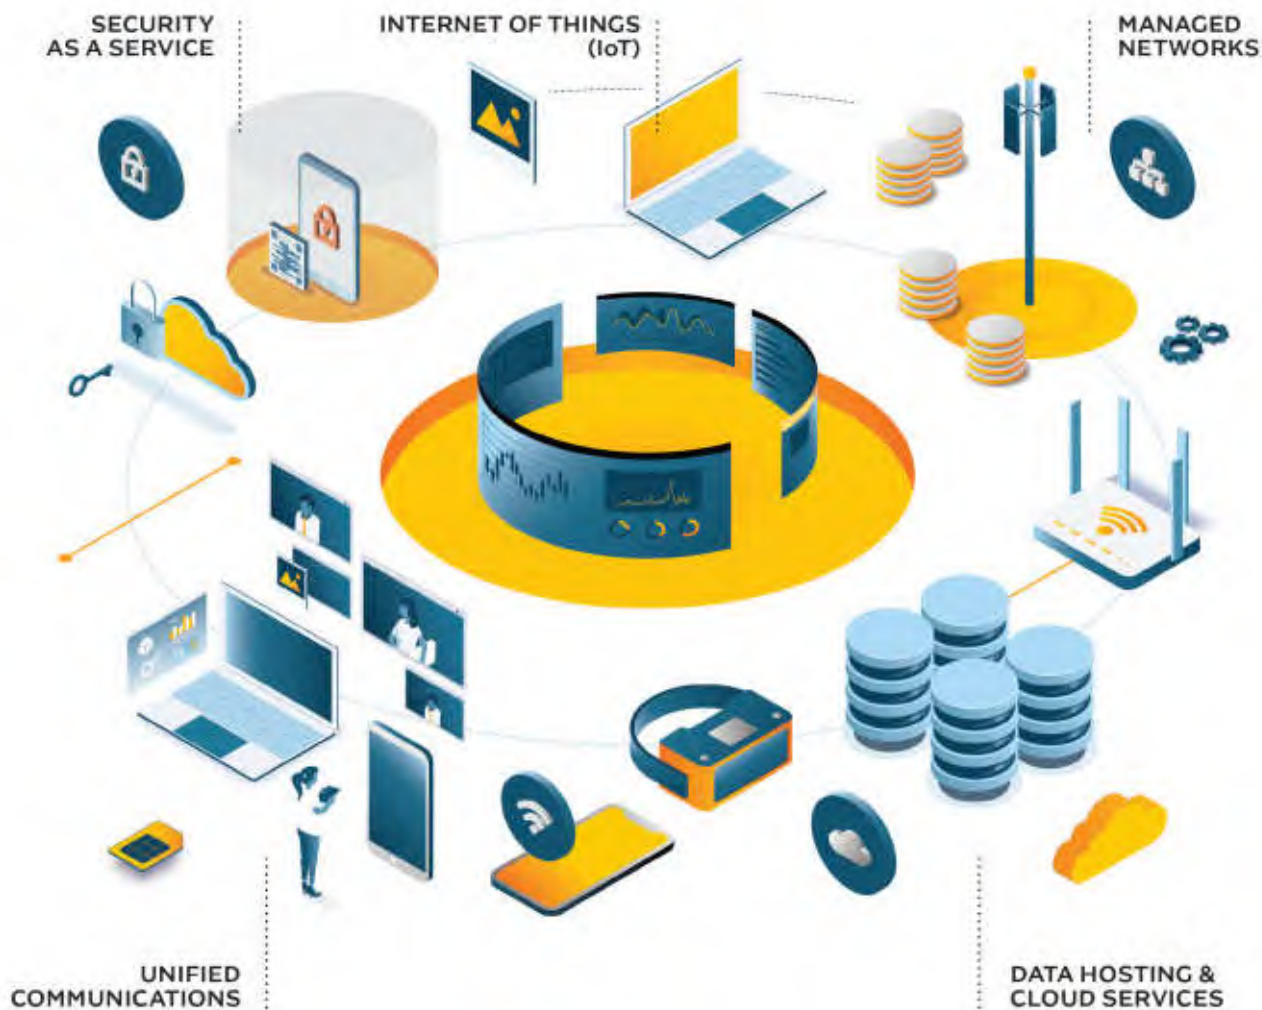 SECURITY
AS A SERVICE
INTERNET OF THINGS
(IoT)
MANAGED
NETWORKS
UNIFIED
COMMUNICATIONS
DATA HOSTING &
CLOUD SERVICES